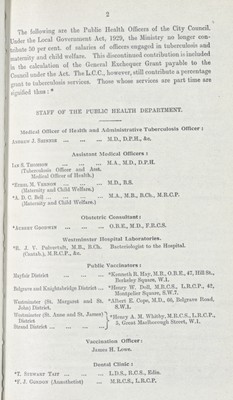 2
The following are the Public Health Officers of the City Council.
Under the Local Government Act, 1929, the Ministry no longer con-
tribute 50 per cent. of salaries of officers engaged in tuberculosis and
maternity and child welfare. This discontinued contribution is included
in the calculation of the General Exchequer Grant payable to the
Council under the Act. The L.C.C., however, still contribute a percentage
grant to tuberculosis services. Those whose services are part time are
signified thus: *
STAFF OF THE PUBLIC HEALTH DEPARTMENT.
Medical Officer of Health and Administrative Tuberculosis Officer:
ANDREW J. SHINNIE ... ... M.D., D.P.H., &c.
Assistant Medical Officers:
IAN S. THOMSON ... ... M.A., M.D., D.P.H.
(Tuberculosis Officer and Asst.
Medical Officer of Health.)
*ETHEL M. VERNON ... ... M.D., B.S.
(Maternity and Child Welfare.)
*A. D. C. BELL ... ... M.A., M.B., B.Ch., M.R.C.P.
(Maternity and Child Welfare.)
Obstetric Consultant:
*ALBERT GOODWIN ... ... O.B.E., M.D., F.R.C.S.
Westminster Hospital Laboratories.
*R. J. V. Pulvertaft, M.B., B.Ch. Bacteriologist to the Hospital.
(Cantab.), M.R.C.P., &c.
Public Vaccinators:
Mayfair District ... ... *Kenneth R. Hay, M.B., O.B.E., 47, Hill St.,
Berkeley Square, W.1.
Belgrave and Knightsbridge District ... *Henry W. Doll, M.R.C.S., L.R.C.P., 42,
Montpelier Square, S.W.7.
Westminster (St. Margaret and St.
John) District. *Albert E. Cope, M.D., 66, Belgrave Road,
S.W.1.
Westminster (St. Anne and St. James)
District *Henry A. M. Whitby, M.R.C.S., L.R.C.P.,
Strand District ... ... 5, Great Marlborough Street, W.1.
Vaccination Officer:
James H. Lown.
Dental Clinic:
*T. STEWART TAIT ... ... L.D.S., R.C.S., Edin.
*F. J. GERNON (Anæsthetist) ... M.R.C.S., L.R.C.P.